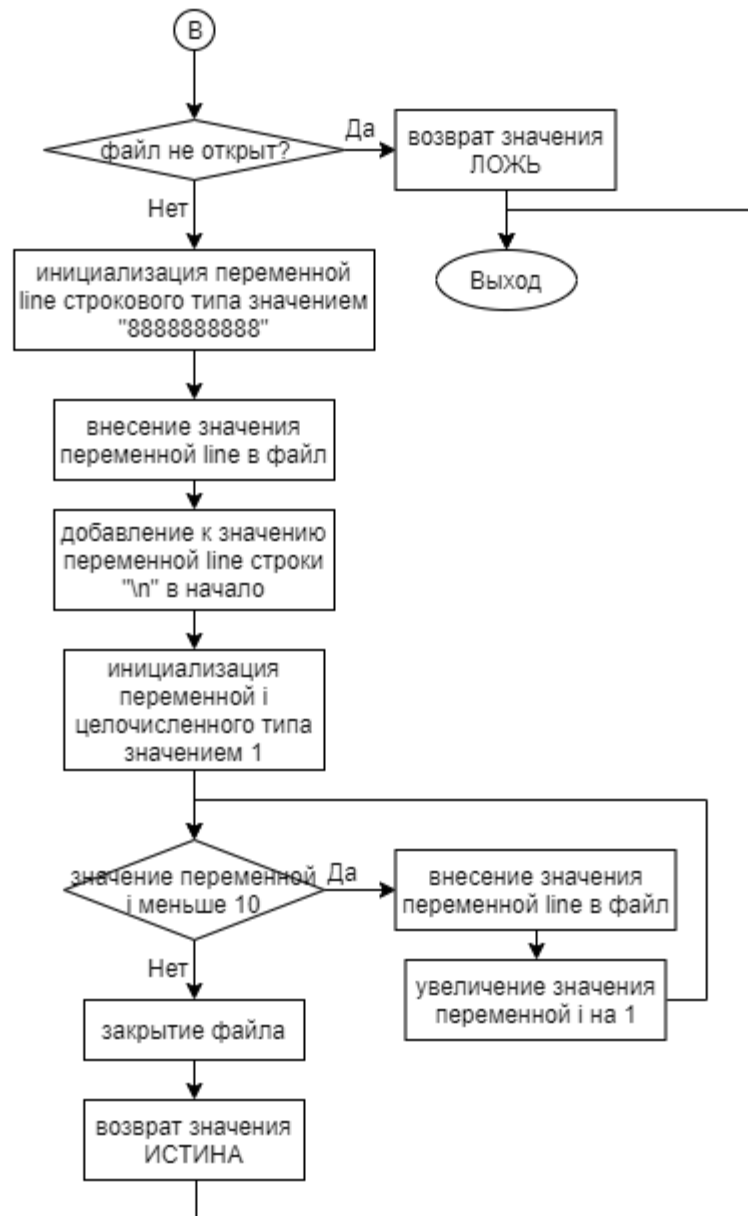 B
файл не открыт?
Да
возврат значения
ЛОЖЬ
Нет
Выход
инициализация переменной
line строкового типа значением
"8888888888"
внесение значения
переменной line в файл
добавление к значению
переменной line строки
"\n" в начало
инициализация
переменной i
целочисленного типа
значением 1
значение переменной
i меньше 10
Да
внесение значения
переменной line в файл
увеличение значения
переменной i на 1
Нет
закрытие файла
возврат значения
ИСТИНА